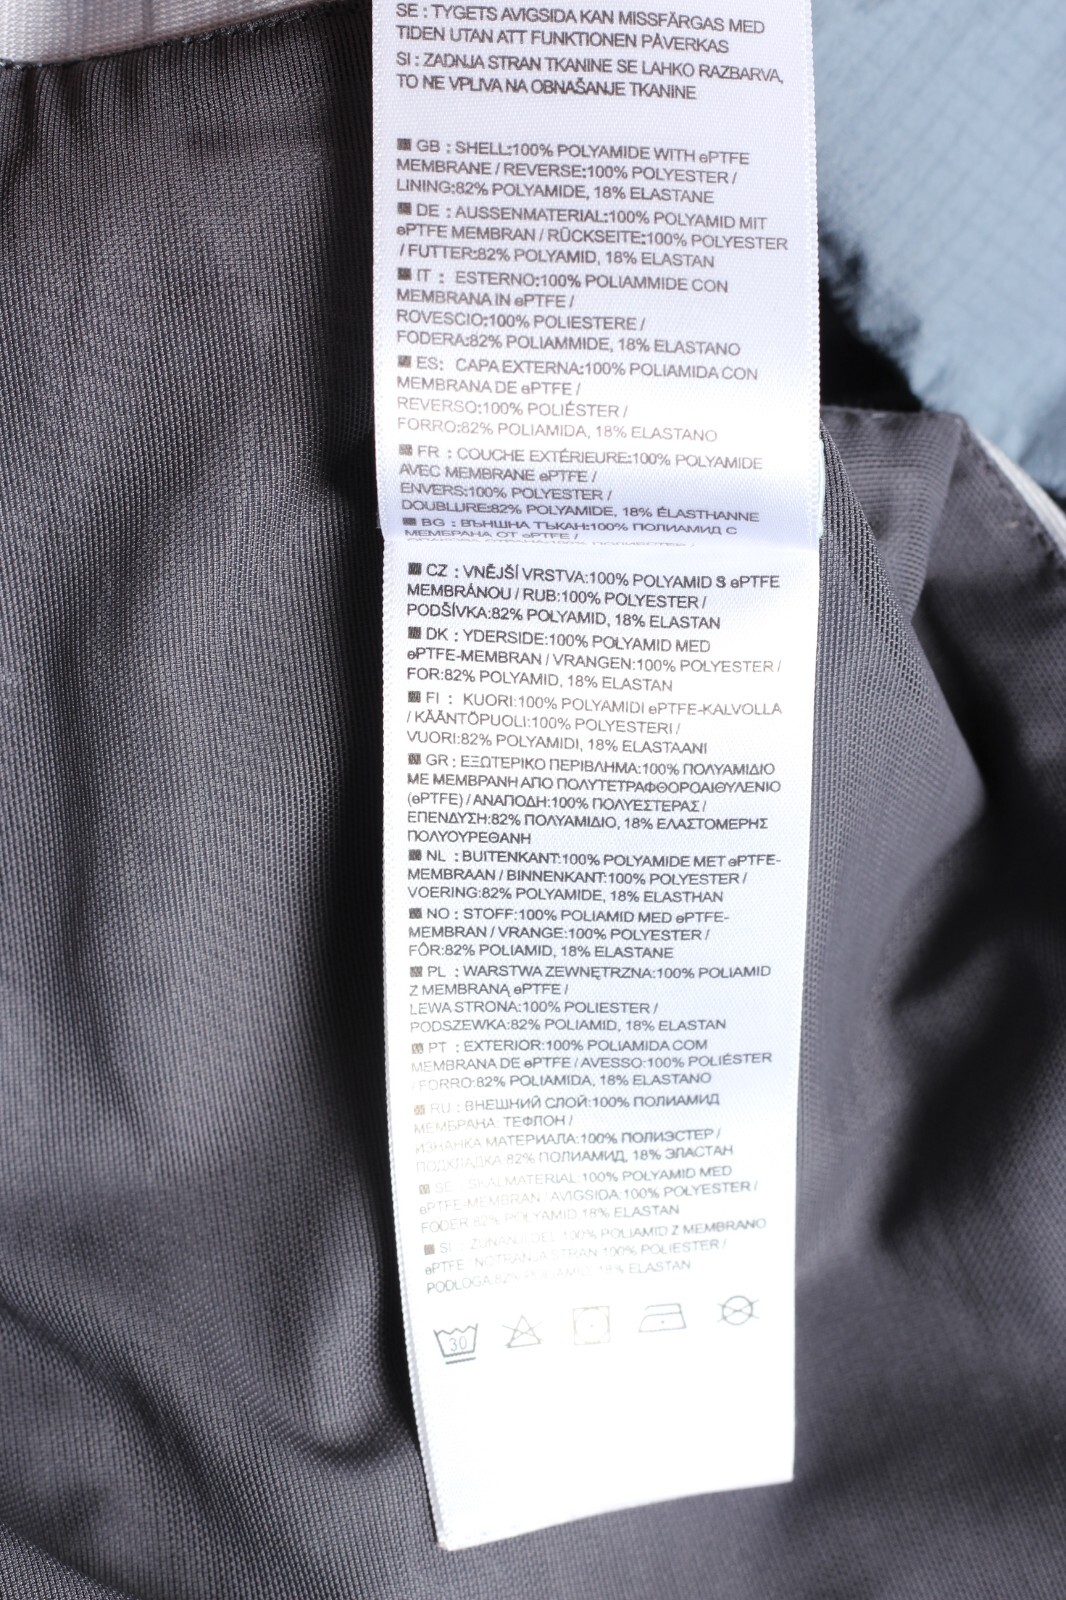 SE : TYGETS AVIGSIDA KAN MISSFÄRGAS MED
TIDEN UTAN ATT FUNKTIONEN PÅVERKAS
SI : ZADNJA STRAN TKANINE SE LAHKO RAZBARVA,
TO NE VPLIVA NA OBNAŠANJE TKANINE
GB : SHELL:100% POLYAMIDE WITH ePTFE
MEMBRANE / REVERSE:100% POLYESTER /
LINING:82% POLYAMIDE, 18% ELASTANE
DE : AUSSENMATERIAL:100% POLYAMID MIT
ePTFE MEMBRAN / RÜCKSEITE:100% POLYESTER
/ FUTTER:82% POLYAMID, 18% ELASTAN
IT : ESTERNO:100% POLIAMMIDE CON
MEMBRANA IN ePTFE /
ROVESCIO:100% POLIESTERE /
FODERA:82% POLIAMMIDE, 18% ELASTANO
ES: CAPA EXTERNA:100% POLIAMIDA CON
MEMBRANA DE ePTFE /
REVERSO:100% POLIÉSTER /
FORRO:82% POLIAMIDA, 18% ELASTANO
FR : COUCHE EXTÉRIEURE:100% POLYAMIDE
AVEC MEMBRANE ePTFE /
ENVERS:100% POLYESTER /
DOUBLURE:82% POLYAMIDE, 18% ÉLASTHANNE
BG : ВЪНШНА ТЪКАН:100% ПОЛИАМИД С
МЕМБРАНА ОТ ePTFE /
CZ : VNĚJŠÍ VRSTVA:100% POLYAMID S ePTFE
MEMBRÁNOU / RUB:100% POLYESTER /
PODŠÍVKA:82% POLYAMID, 18% ELASTAN
DK : YDERSIDE:100% POLYAMID MED
ePTFE-MEMBRAN / VRANGEN:100% POLYESTER /
FOR:82% POLYAMID, 18% ELASTAN
FI : KUORI:100% POLYAMIDI ePTFE-KALVOLLA
/ KÄÄNTÖPUOLI:100% POLYESTERI /
VUORI:82% POLYAMIDI, 18% ELASTAANI
GR : ΕΞΩΤΕΡΙΚΟ ΠΕΡΙΒΛΗΜΑ:100% ΠΟΛΥΑΜΙΔΙΟ
ΜΕ ΜΕΜΒΡΑΝΗ ΑΠΟ ΠΟΛΥΤΕΤΡΑΦΘΟΡΟΑΙΘΥΛΕΝΙΟ
(ePTFE) / ΑΝΑΠΟΔΗ:100% ΠΟΛΥΕΣΤΕΡΑΣ /
ΕΠΕΝΔΥΣΗ:82% ΠΟΛΥΑΜΙΔΙΟ, 18% ΕΛΑΣΤΟΜΕΡΗΣ
ΠΟΛΥΟΥΡΕΘΑΝΗ
NL : BUITENKANT:100% POLYAMIDE MET ePTFE-
MEMBRAAN / BINNENKANT:100% POLYESTER /
VOERING:82% POLYAMIDE, 18% ELASTHAN
NO : STOFF:100% POLIAMID MED ePTFE-
MEMBRAN / VRANGE:100% POLYESTER /
FÔR:82% POLIAMID, 18% ELASTANE
PL : WARSTWA ZEWNĘTRZNA:100% POLIAMID
Z MEMBRANĄ ePTFE /
LEWA STRONA:100% POLIESTER /
PODSZEWKA:82% POLIAMID, 18% ELASTAN
PT : EXTERIOR:100% POLIAMIDA COM
MEMBRANA DE ePTFE / AVESSO:100% POLIÉSTER
/ FORRO:82% POLIAMIDA, 18% ELASTANO
RU : ВНЕШНИЙ СЛОЙ:100% ПОЛИАМИД
МЕМБРАНА: ТЕФЛОН /
ИЗНАНКА МАТЕРИАЛА:100% ПОЛИЭСТЕР /
ПОДКЛАДКА:82% ПОЛИАМИД, 18% ЭЛАСТАН
SE : SKALMATERIAL:100% POLYAMID MED
ePTFE-MEMBRAN / AVIGSIDA:100% POLYESTER /
FODER:82% POLYAMID, 18% ELASTAN
SI : ZUNANJI DEL:100% POLIAMID Z MEMBRANO
ePTFE / NOTRANJA STRAN:100% POLIESTER /
PODLOGA:82% POLIAMID, 18% ELASTAN
30